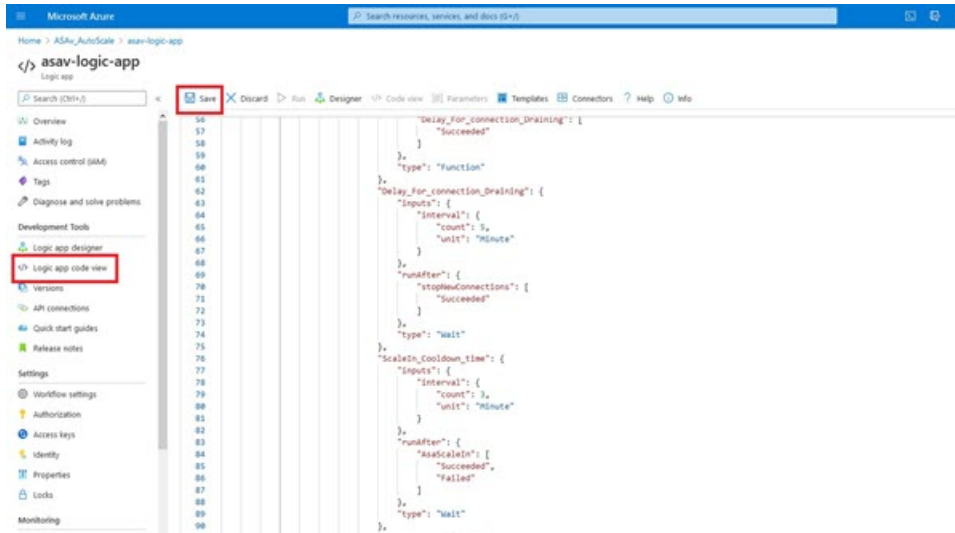 Microsoft Azure
Search resources, services, and docs (G+/)
Home > ASAv_AutoScale > asav-logic-app
</> asav-logic-app
Logic app
Search (Ctrl+/)
«
Save Discard Run Designer </> Code view Parameters Templates Connectors ? Help Info
Overview
Activity log
Access control (IAM)
Tags
Diagnose and solve problems
Development Tools
Logic app designer
</> Logic app code view
Versions
API connections
Quick start guides
Release notes
Settings
Workflow settings
Authorization
Access keys
Identity
Properties
Locks
Monitoring
56 "Delay_For_connection_Draining": [
57 "Succeeded"
58 ]
59 },
60 "type": "Function"
61 },
62 "Delay_For_connection_Draining": {
63 "inputs": {
64 "interval": {
65 "count": 5,
66 "unit": "Minute"
67 }
68 },
69 "runAfter": {
70 "stopNewConnections": [
71 "Succeeded"
72 ]
73 },
74 "type": "Wait"
75 },
76 "ScaleIn_Cooldown_time": {
77 "inputs": {
78 "interval": {
79 "count": 3,
80 "unit": "Minute"
81 }
82 },
83 "runAfter": {
84 "AsaScaleIn": [
85 "Succeeded",
86 "Failed"
87 ]
88 },
89 "type": "Wait"
90 },